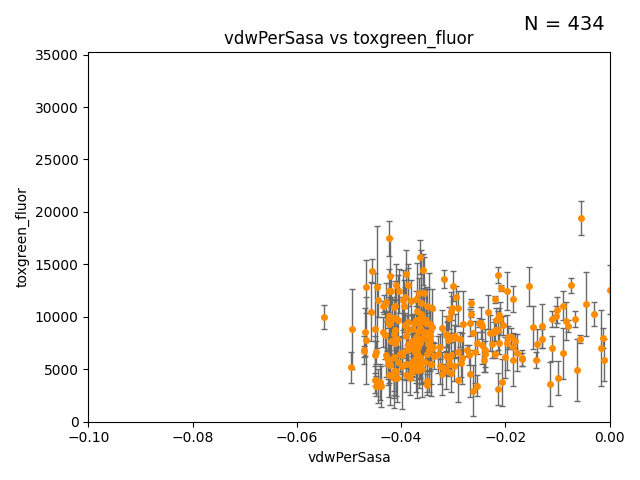 N = 434
vdwPerSasa vs toxgreen_fluor
35000
30000
25000
20000
15000
10000
5000
0
toxgreen_fluor
−0.10 −0.08 −0.06 −0.04 −0.02 0.00
vdwPerSasa